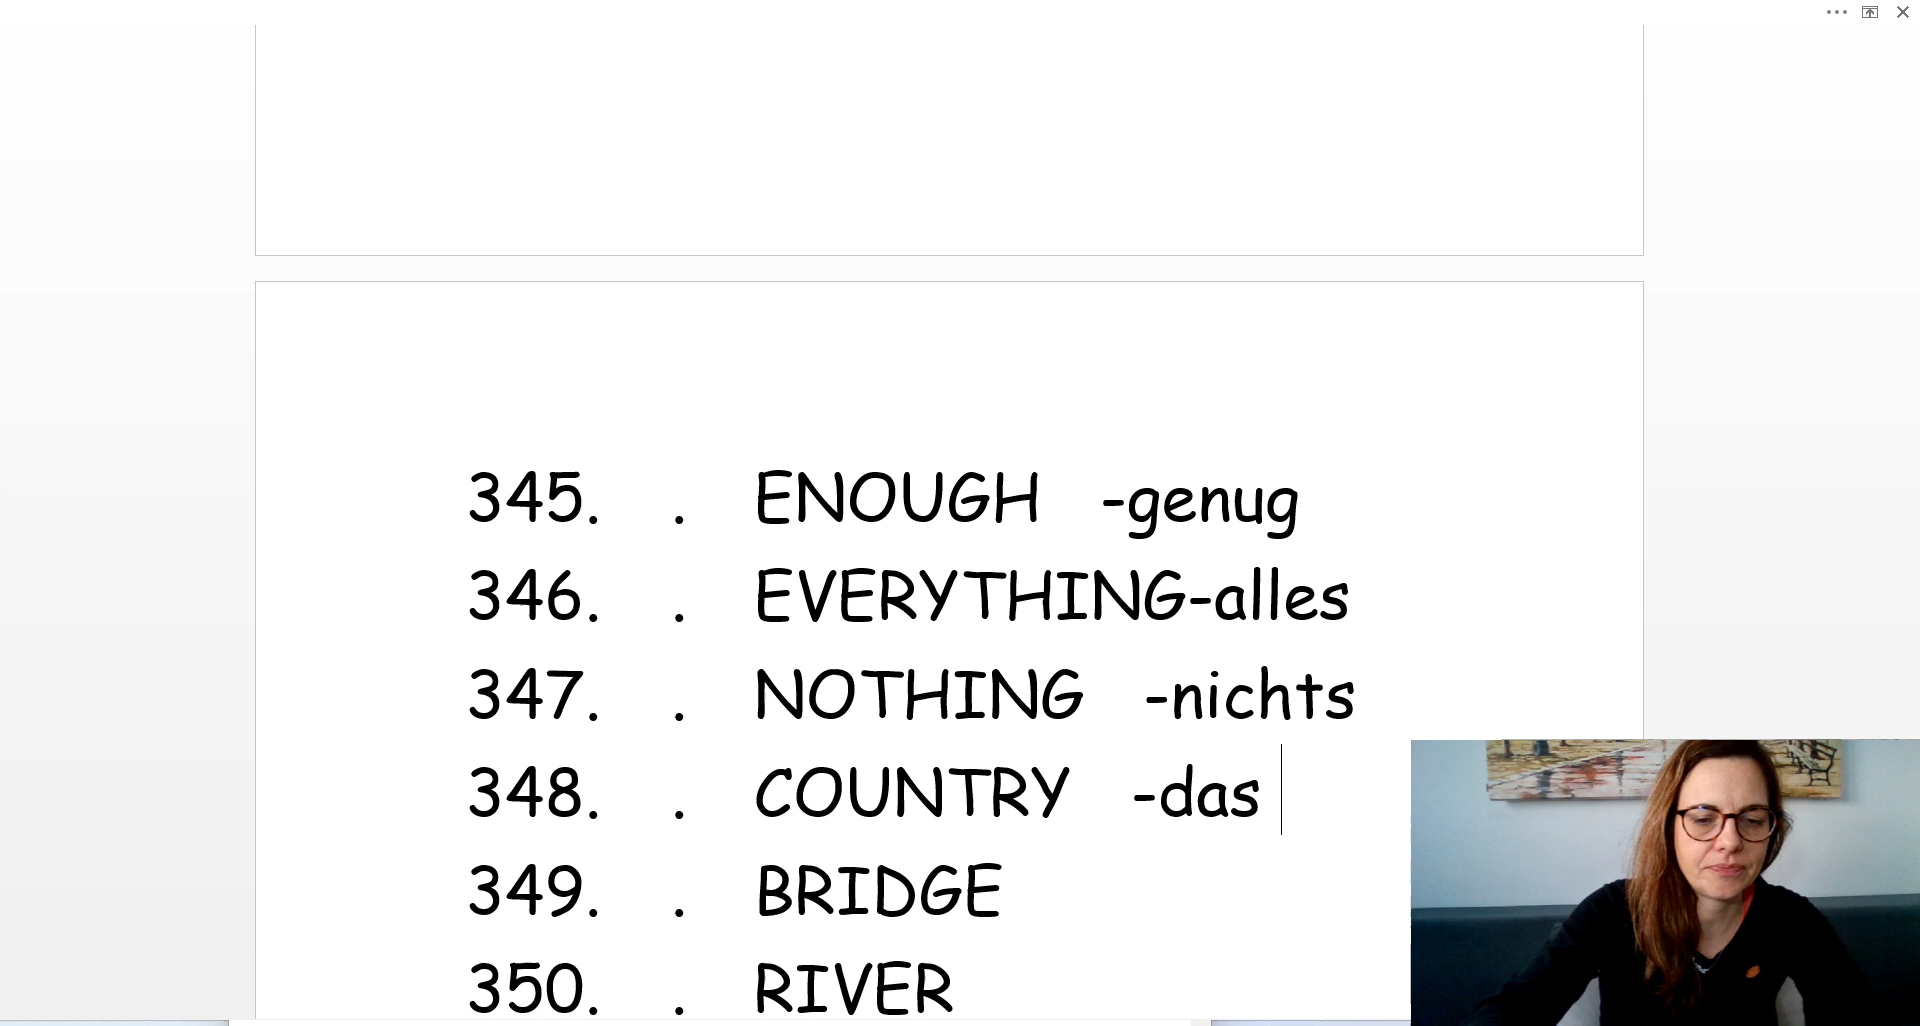 345. . ENOUGH -genug
346. . EVERYTHING-alles
347. . NOTHING -nichts
348. . COUNTRY -das
349. . BRIDGE
350. . RIVER